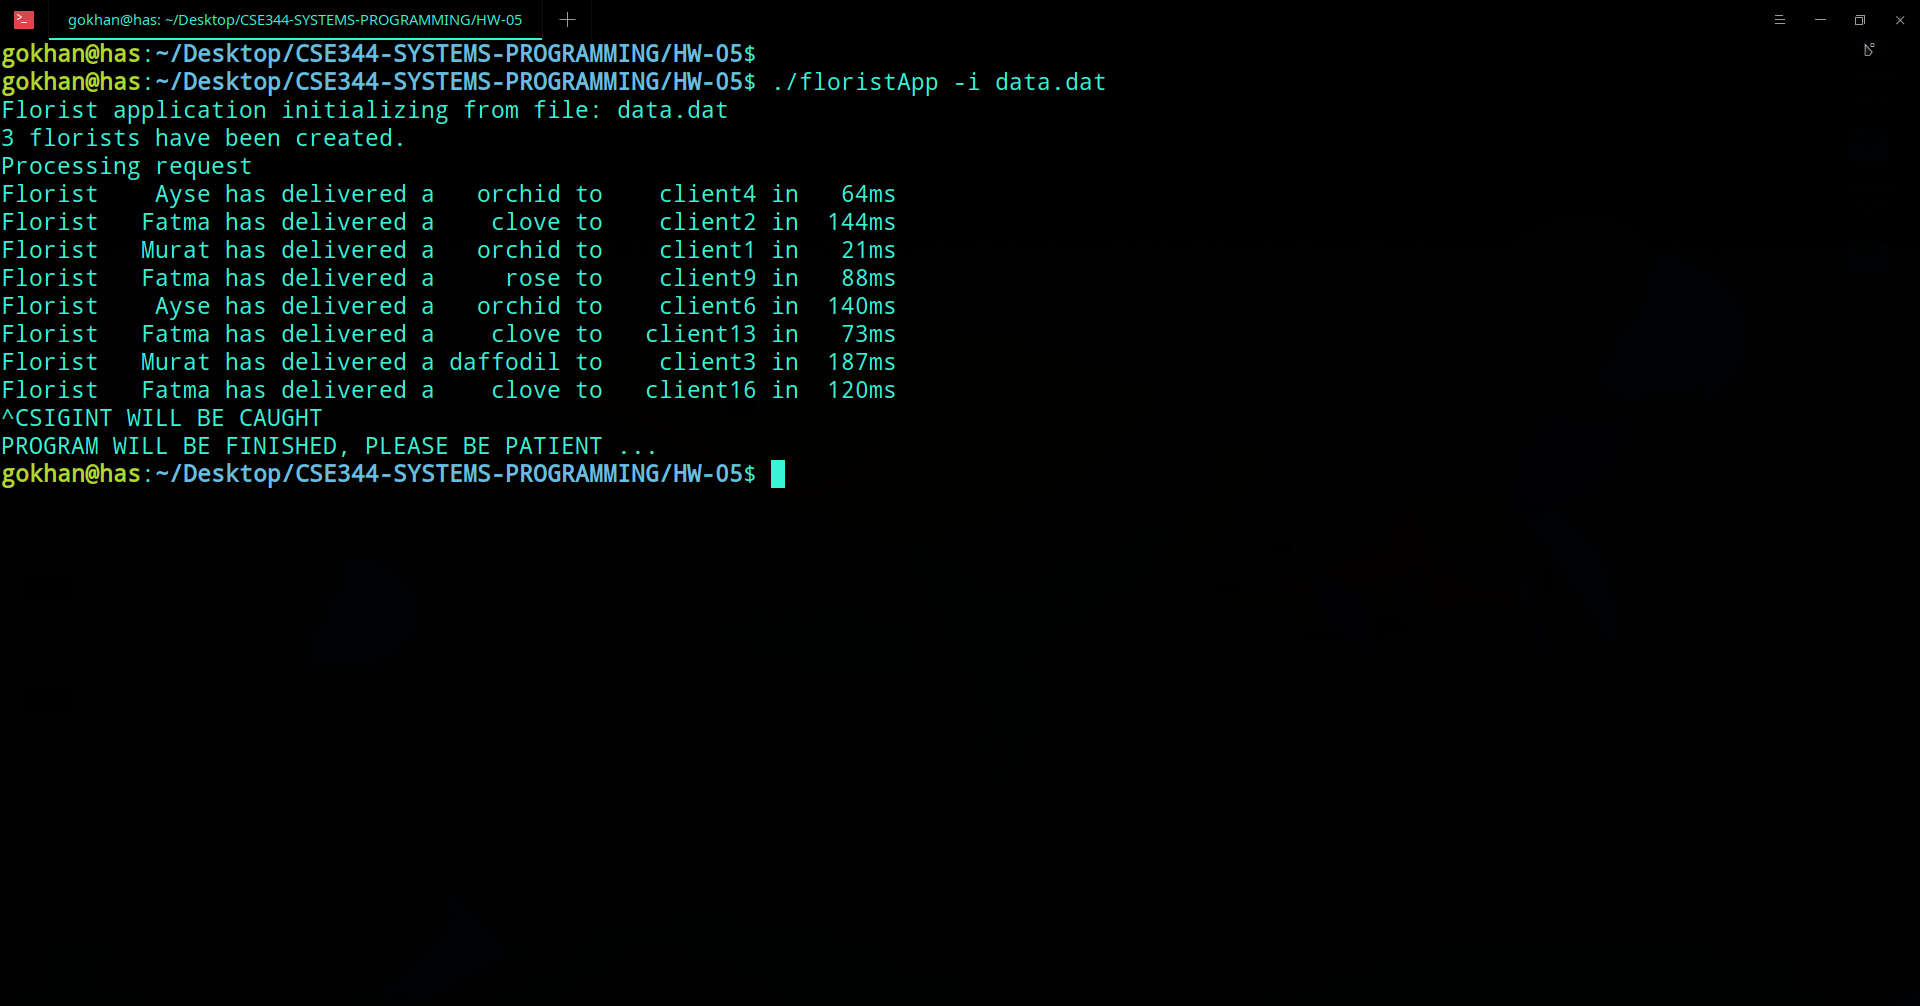 gokhan@has: ~/Desktop/CSE344-SYSTEMS-PROGRAMMING/HW-05
gokhan@has:~/Desktop/CSE344-SYSTEMS-PROGRAMMING/HW-05$
gokhan@has:~/Desktop/CSE344-SYSTEMS-PROGRAMMING/HW-05$ ./floristApp -i data.dat
Florist application initializing from file: data.dat
3 florists have been created.
Processing request
Florist    Ayse has delivered a   orchid to    client4 in   64ms
Florist   Fatma has delivered a    clove to    client2 in  144ms
Florist   Murat has delivered a   orchid to    client1 in   21ms
Florist   Fatma has delivered a     rose to    client9 in   88ms
Florist    Ayse has delivered a   orchid to    client6 in  140ms
Florist   Fatma has delivered a    clove to   client13 in   73ms
Florist   Murat has delivered a daffodil to    client3 in  187ms
Florist   Fatma has delivered a    clove to   client16 in  120ms
^CSIGINT WILL BE CAUGHT
PROGRAM WILL BE FINISHED, PLEASE BE PATIENT ...
gokhan@has:~/Desktop/CSE344-SYSTEMS-PROGRAMMING/HW-05$